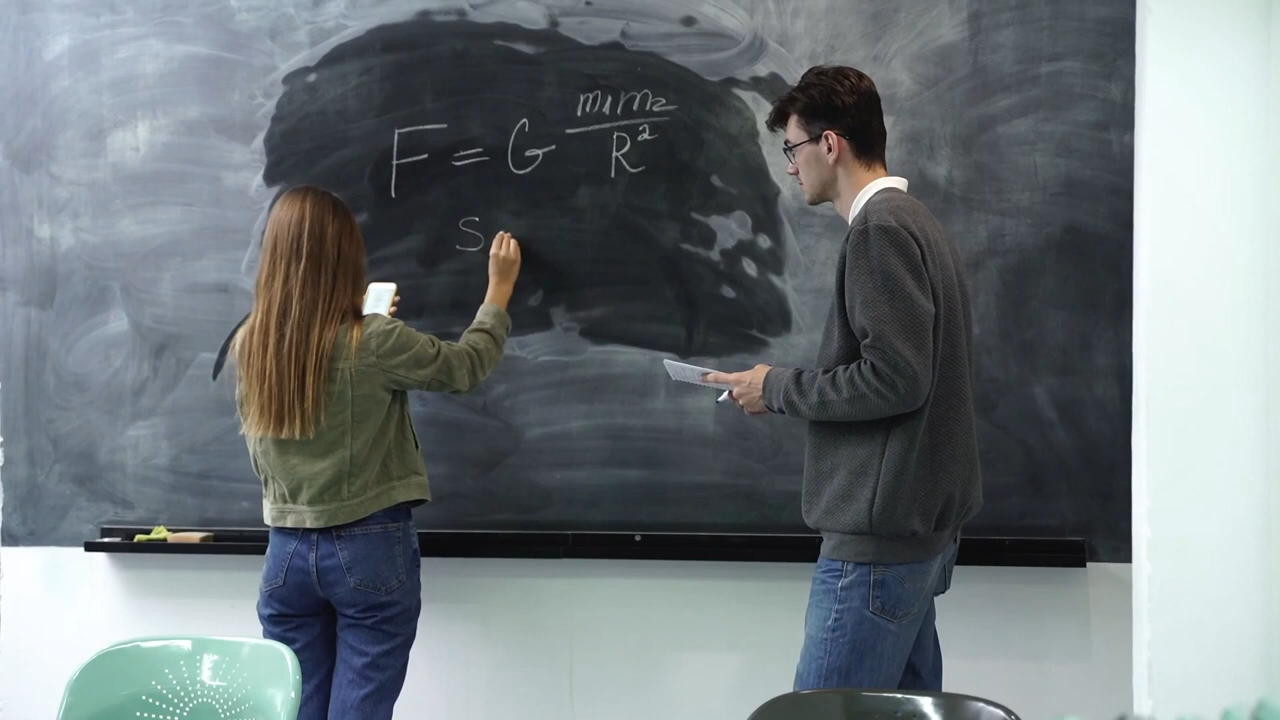 F = G m₁m₂/R²
S